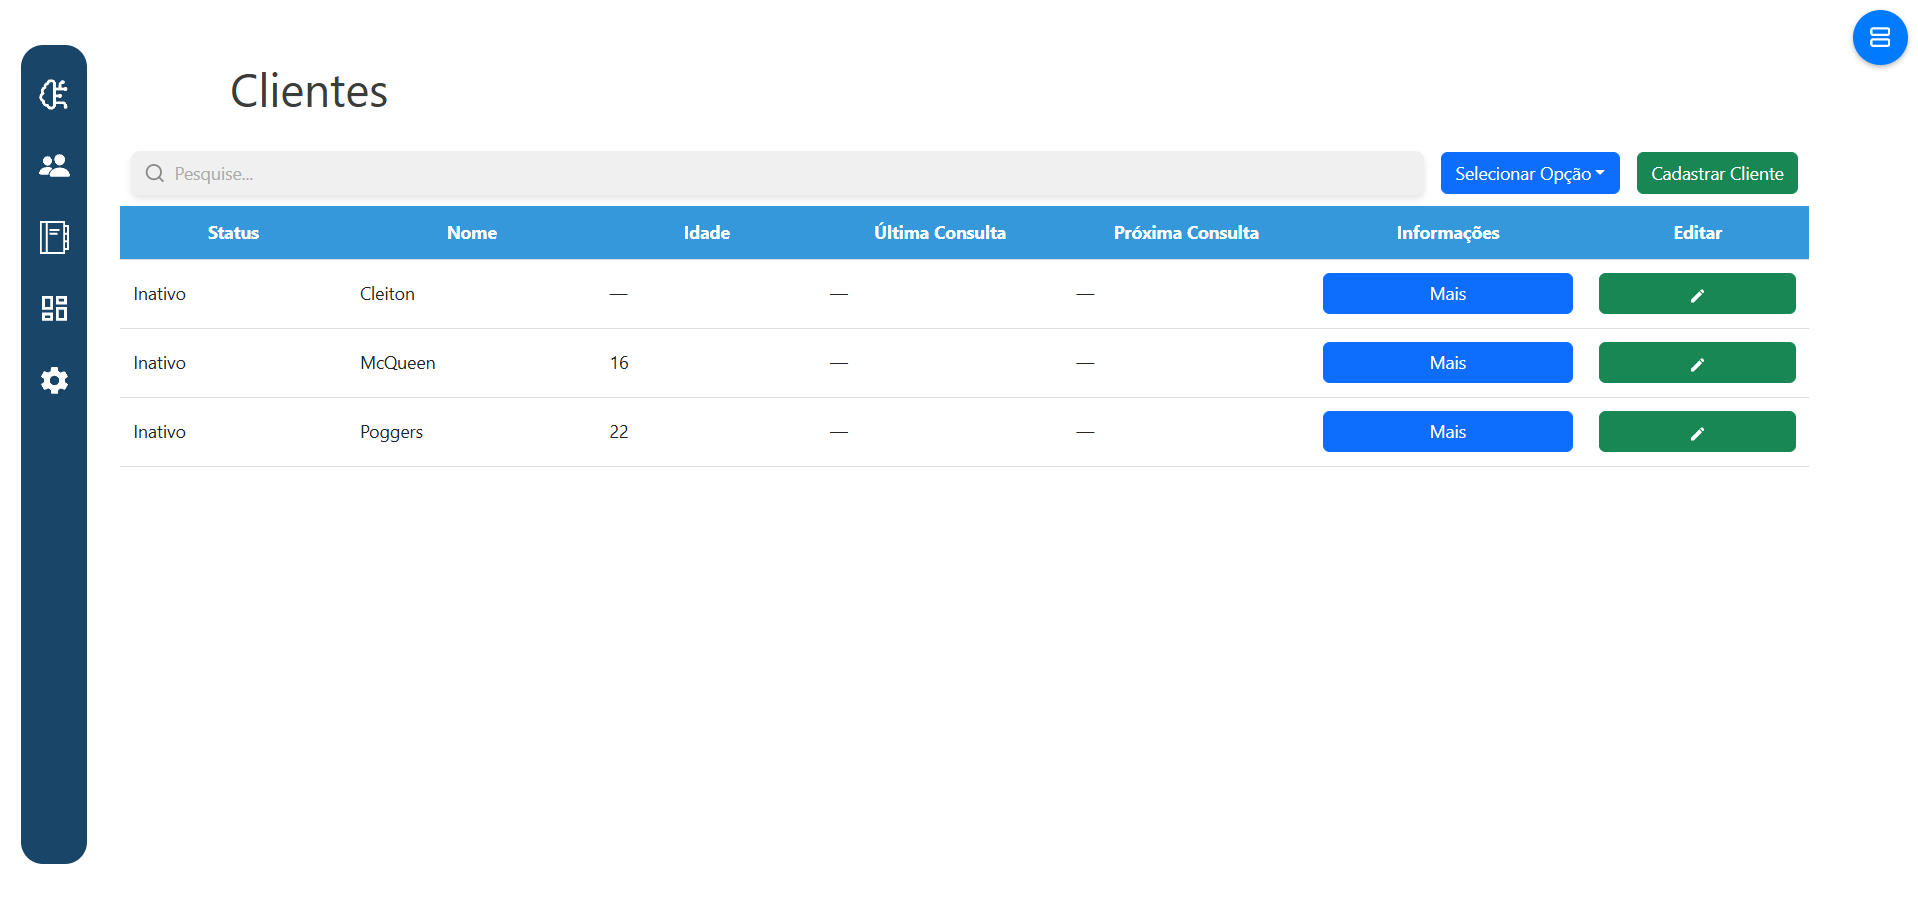 Clientes
Pesquise...
Selecionar Opção
Cadastrar Cliente
Status Nome Idade Última Consulta Próxima Consulta Informações Editar
Inativo Cleiton — — — Mais
Inativo McQueen 16 — — Mais
Inativo Poggers 22 — — Mais